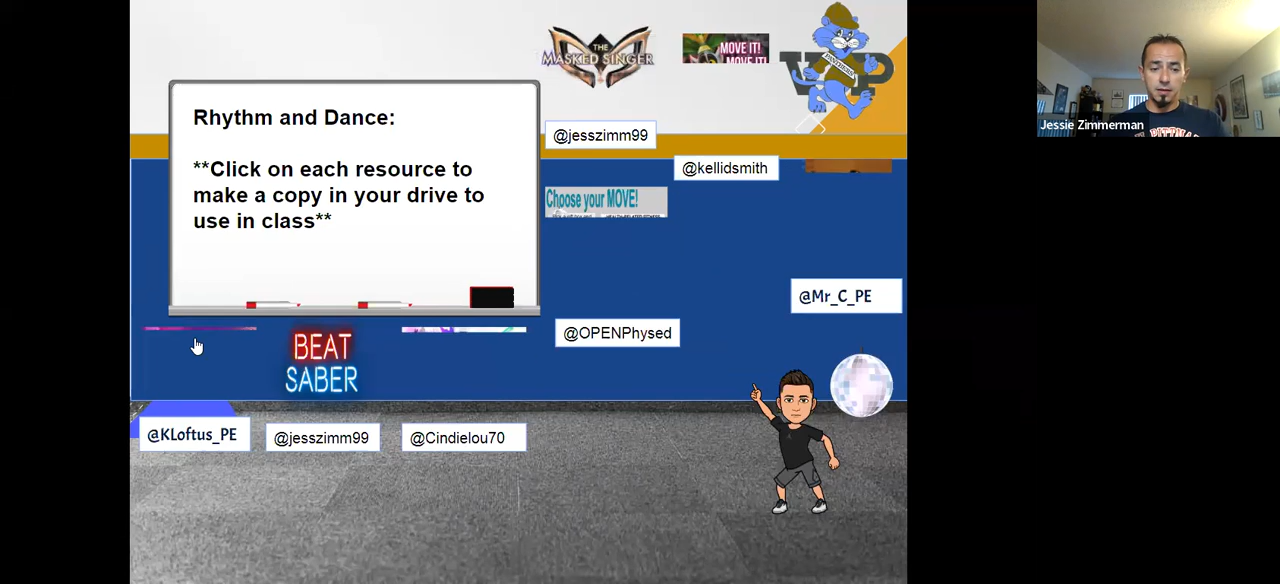 THE
MASKED SINGER
MOVE IT!
MOVE IT!
VP
PANTHERS
Jessie Zimmerman
Rhythm and Dance:
**Click on each resource to
make a copy in your drive to
use in class**
@jesszimm99
@kellidsmith
Choose your MOVE!
@Mr_C_PE
@OPENPhysed
BEAT
SABER
@KLoftus_PE
@jesszimm99
@Cindielou70